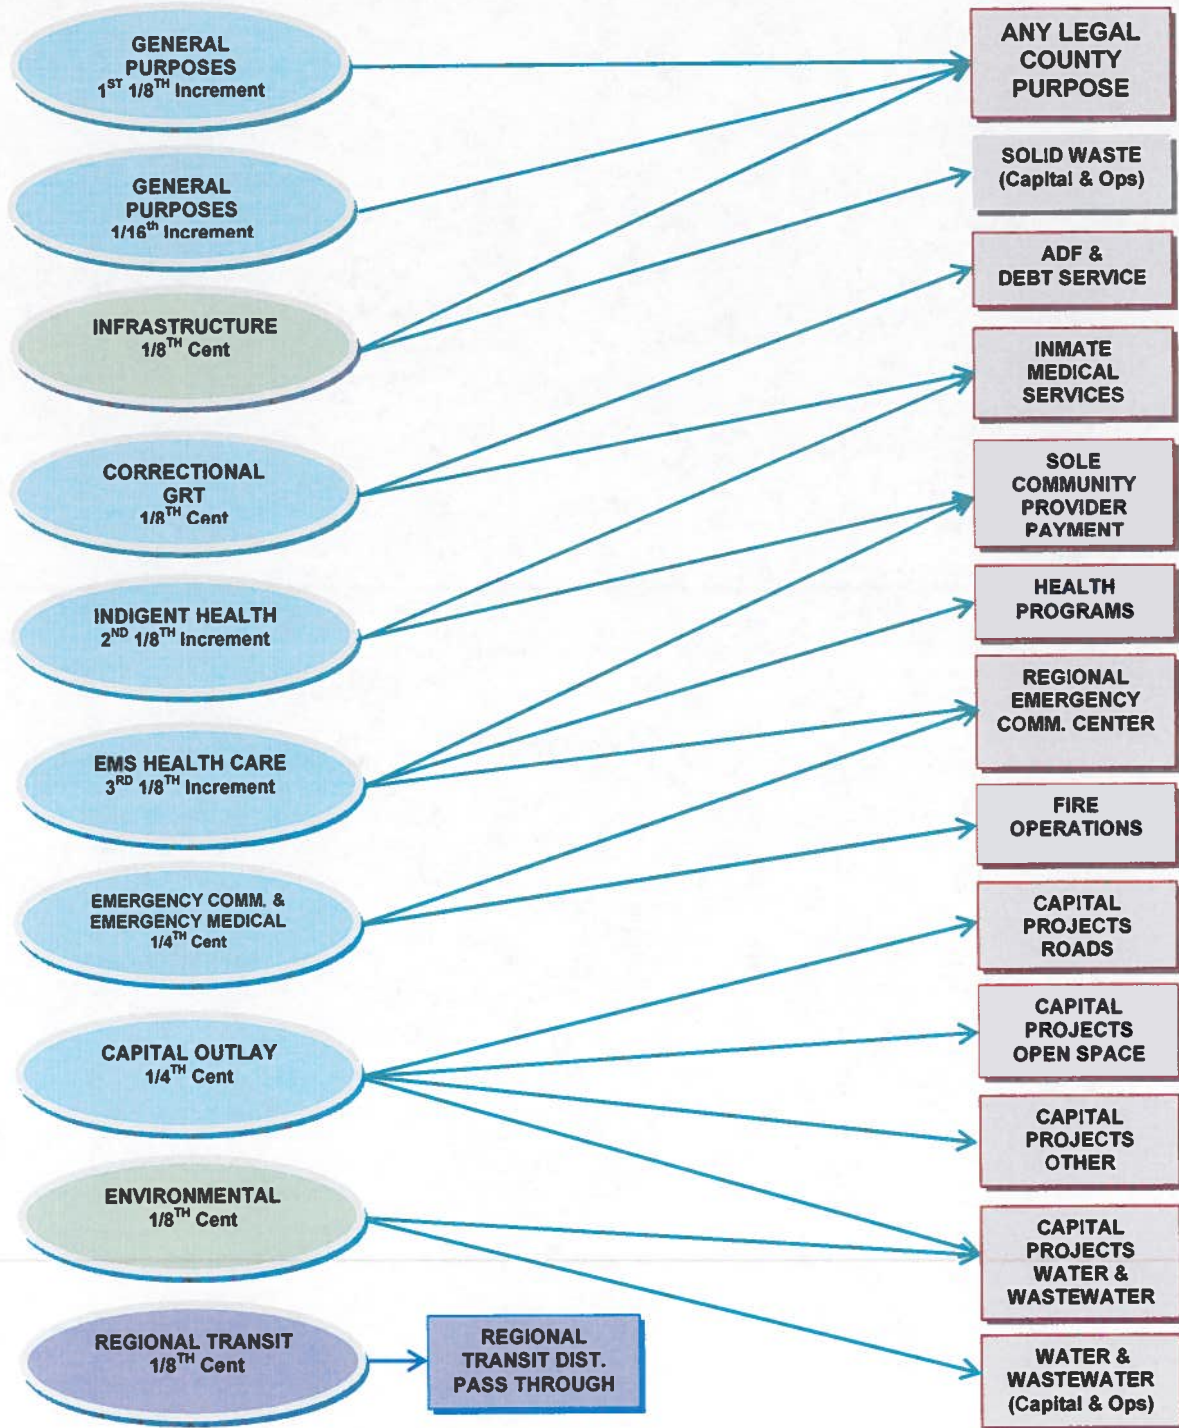 GENERAL
PURPOSES
1ST 1/8TH Increment
GENERAL
PURPOSES
1/16th Increment
INFRASTRUCTURE
1/8TH Cent
CORRECTIONAL
GRT
1/8TH Cent
INDIGENT HEALTH
2ND 1/8TH Increment
EMS HEALTH CARE
3RD 1/8TH Increment
EMERGENCY COMM. &
EMERGENCY MEDICAL
1/4TH Cent
CAPITAL OUTLAY
1/4TH Cent
ENVIRONMENTAL
1/8TH Cent
REGIONAL TRANSIT
1/8TH Cent
REGIONAL
TRANSIT DIST.
PASS THROUGH
ANY LEGAL
COUNTY
PURPOSE
SOLID WASTE
(Capital & Ops)
ADF &
DEBT SERVICE
INMATE
MEDICAL
SERVICES
SOLE
COMMUNITY
PROVIDER
PAYMENT
HEALTH
PROGRAMS
REGIONAL
EMERGENCY
COMM. CENTER
FIRE
OPERATIONS
CAPITAL
PROJECTS
ROADS
CAPITAL
PROJECTS
OPEN SPACE
CAPITAL
PROJECTS
OTHER
CAPITAL
PROJECTS
WATER &
WASTEWATER
WATER &
WASTEWATER
(Capital & Ops)